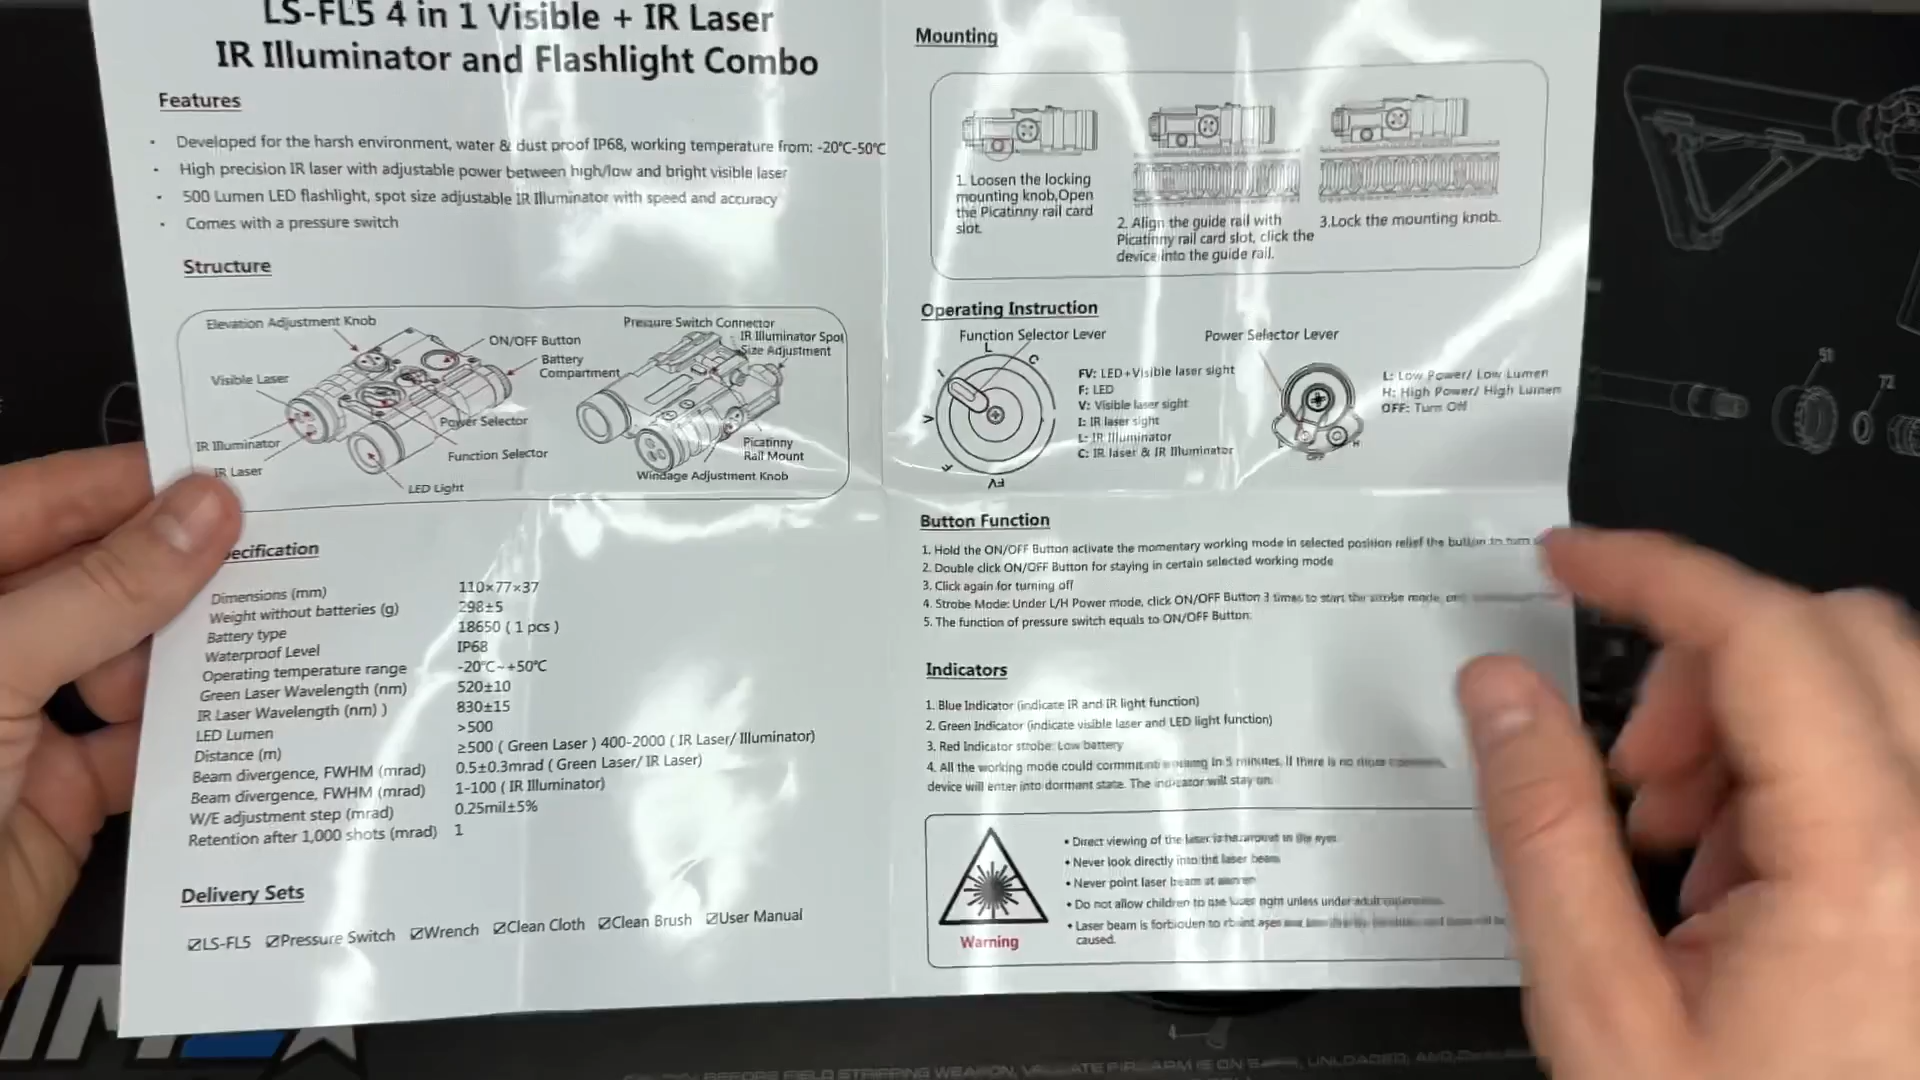 LS-FL5 4 in 1 Visible + IR Laser
IR Illuminator and Flashlight Combo
Features
• Developed for the harsh environment, water & dust proof IP68, working temperature from: -20°C-50°C
• High precision IR laser with adjustable power between high/low and bright visible laser
• 500 Lumen LED flashlight, spot size adjustable IR Illuminator with speed and accuracy
• Comes with a pressure switch
Structure
Elevation Adjustment Knob
Visible Laser
IR Illuminator
IR Laser
LED Light
ON/OFF Button
Battery
Compartment
Power Selector
Function Selector
Pressure Switch Connector
IR Illuminator Spot
Size Adjustment
Picatinny
Rail Mount
Windage Adjustment Knob
ecification
Dimensions (mm) 110×77×37
Weight without batteries (g) 298±5
Battery type 18650 ( 1 pcs )
Waterproof Level IP68
Operating temperature range -20°C~+50°C
Green Laser Wavelength (nm) 520±10
IR Laser Wavelength (nm) ) 830±15
LED Lumen >500
Distance (m) ≥500 ( Green Laser ) 400-2000 ( IR Laser/ Illuminator)
Beam divergence, FWHM (mrad) 0.5±0.3mrad ( Green Laser/ IR Laser)
Beam divergence, FWHM (mrad) 1-100 ( IR Illuminator)
W/E adjustment step (mrad) 0.25mil±5%
Retention after 1,000 shots (mrad) 1
Delivery Sets
☑LS-FL5 ☑Pressure Switch ☑Wrench ☑Clean Cloth ☑Clean Brush ☑User Manual
Mounting
1. Loosen the locking
mounting knob,Open
the Picatinny rail card
slot.
2. Align the guide rail with
Picatinny rail card slot, click the
device into the guide rail.
3.Lock the mounting knob.
Operating Instruction
Function Selector Lever
L
C
I
V
F
FV
FV: LED+Visible laser sight
F: LED
V: Visible laser sight
I: IR laser sight
L: IR Illuminator
C: IR laser & IR Illuminator
Power Selector Lever
L
OFF
H
L: Low Power/ Low Lumen
H: High Power/ High Lumen
OFF: Turn Off
Button Function
1. Hold the ON/OFF Button activate the momentary working mode in selected position relief the button to turn
2. Double click ON/OFF Button for staying in certain selected working mode
3. Click again for turning off
4. Strobe Mode: Under L/H Power mode, click ON/OFF Button 3 times to start the strobe mode,
5. The function of pressure switch equals to ON/OFF Button.
Indicators
1. Blue Indicator (indicate IR and IR light function)
2. Green Indicator (indicate visible laser and LED light function)
3. Red Indicator strobe: Low battery
4. All the working mode could in 5 minutes, If there is no
device will enter into dormant state. The indicator will stay on.
Warning
• Direct viewing of the laser is to the eyes
• Never look directly into the laser beam
• Never point laser beam at
• Do not allow children to use laser unless under adult
• Laser beam is
caused.
51
72
4
BEFORE FIELD STRIPPING WEAPON, IS ON UNLOADED, AND